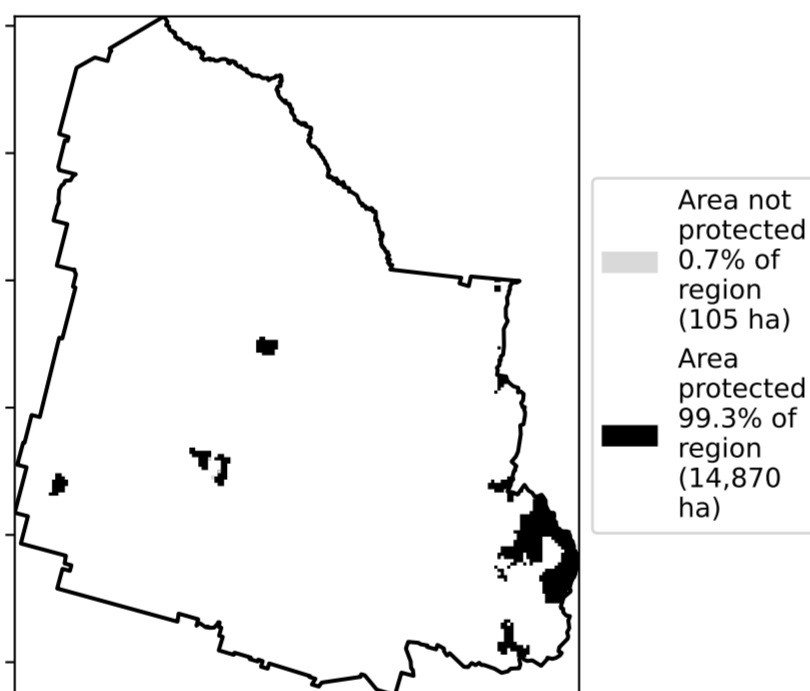 Area not
protected
0.7% of
region
(105 ha)
Area
protected
99.3% of
region
(14,870
ha)